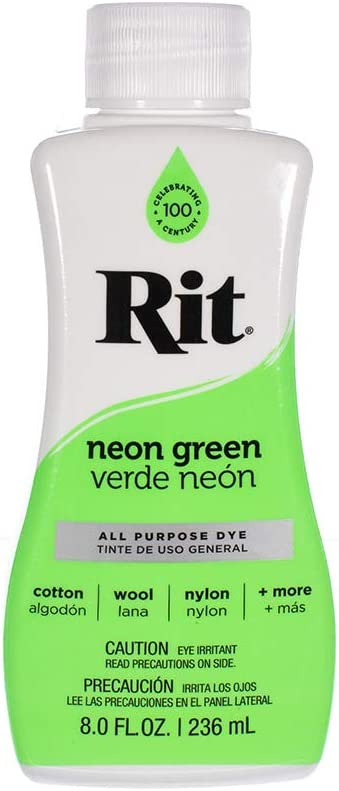 CELEBRATING
100
A CENTURY
Rit®
neon green
verde neón
ALL PURPOSE DYE
TINTE DE USO GENERAL
cotton | wool | nylon | + more
algodón | lana | nylon | + más
CAUTION EYE IRRITANT
READ PRECAUTIONS ON SIDE.
PRECAUCIÓN IRRITA LOS OJOS
LEE LAS PRECAUCIONES EN EL PANEL LATERAL
8.0 FL.OZ. | 236 mL